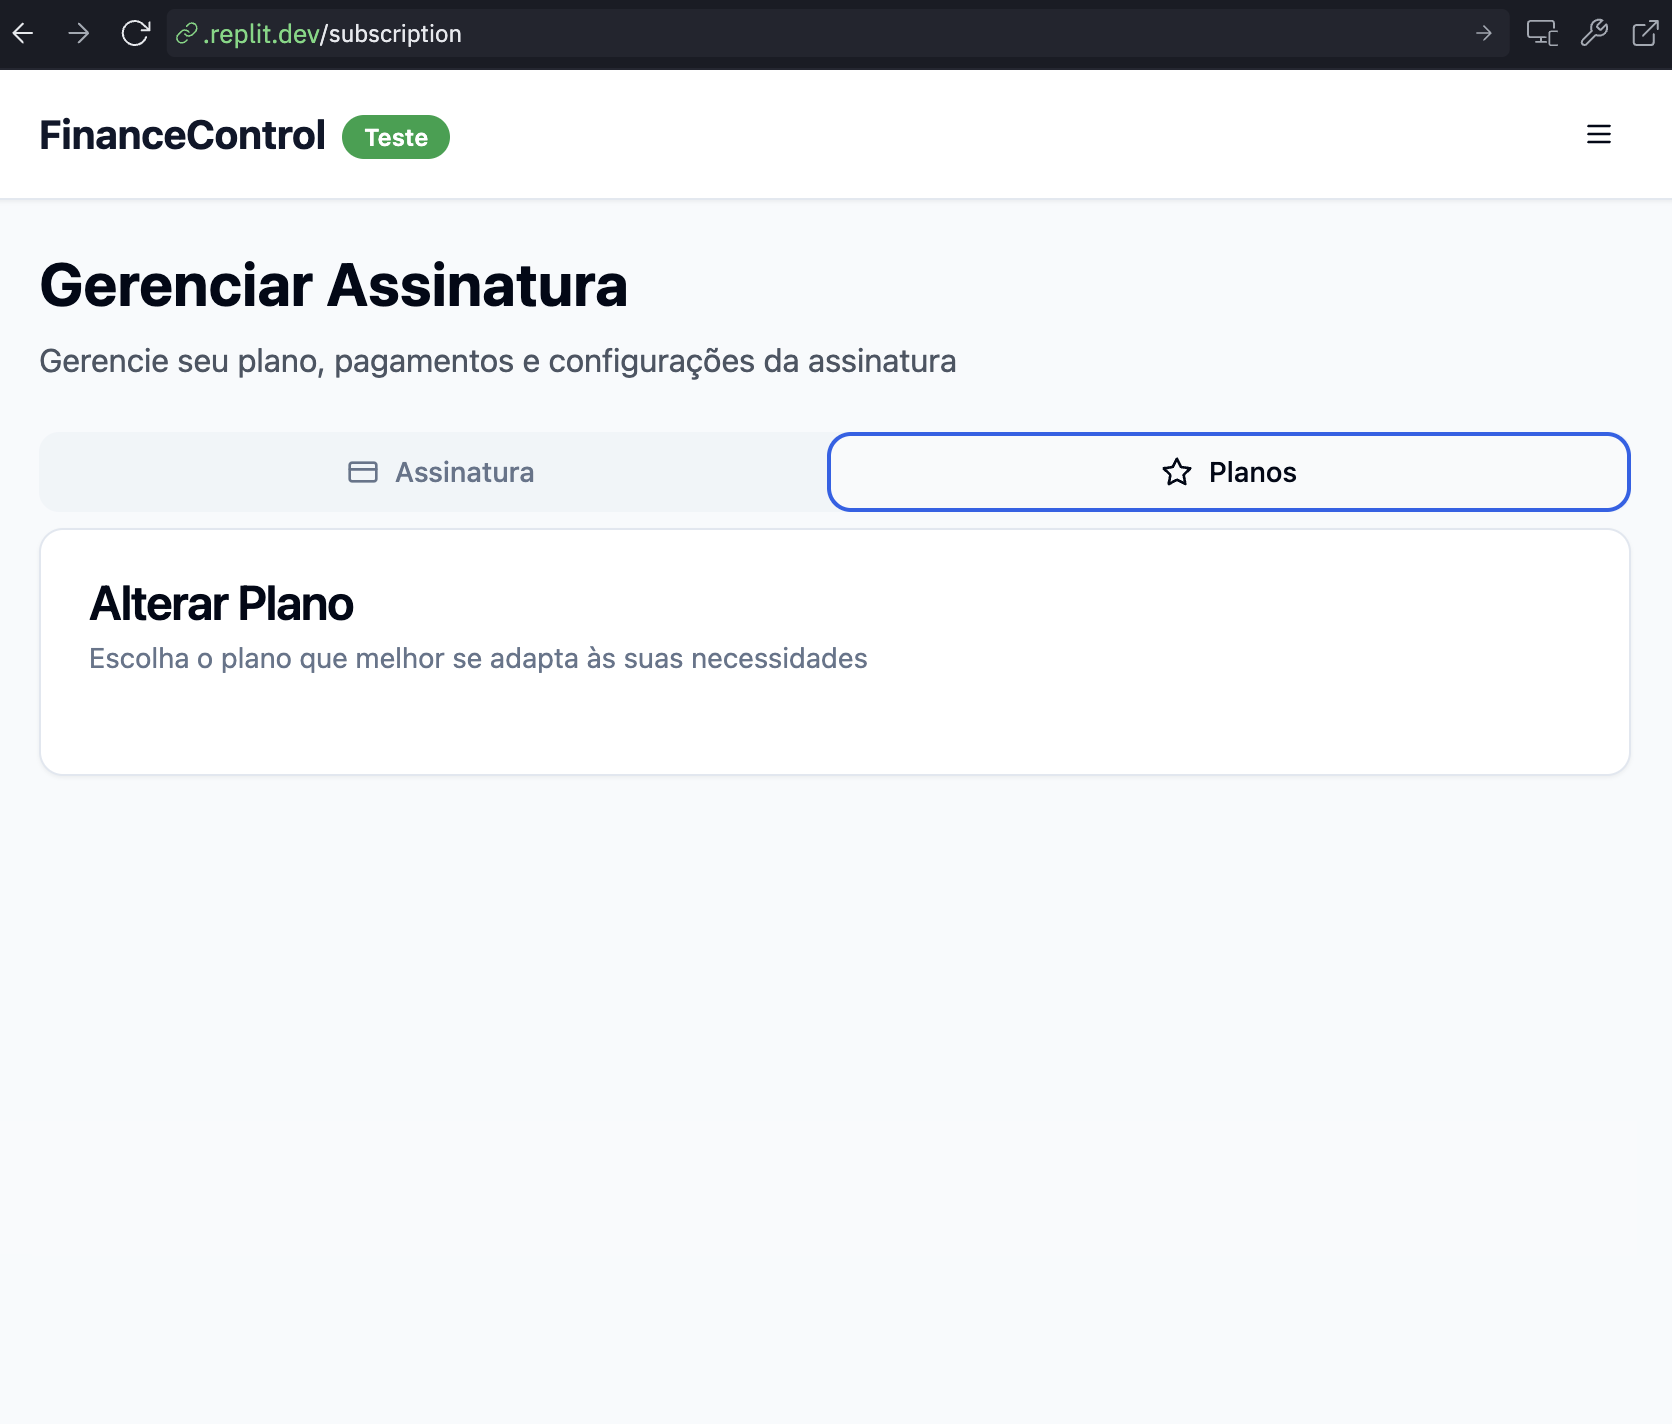 .replit.dev/subscription
FinanceControl Teste
Gerenciar Assinatura
Gerencie seu plano, pagamentos e configurações da assinatura
Assinatura Planos
Alterar Plano
Escolha o plano que melhor se adapta às suas necessidades